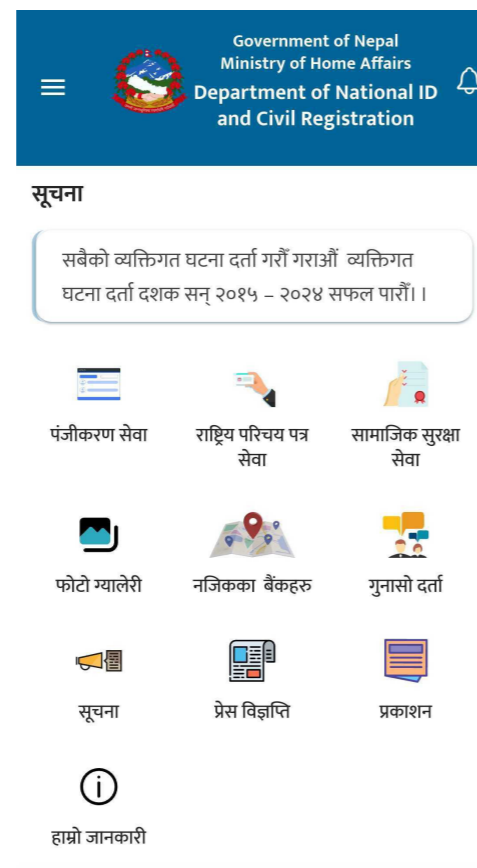 Government of Nepal
Ministry of Home Affairs
Department of National ID
and Civil Registration
सूचना
सबैको व्यक्तिगत घटना दर्ता गरौँ गराऔं व्यक्तिगत
घटना दर्ता दशक सन् २०१५ – २०२४ सफल पारौँ। ।
पंजीकरण सेवा
राष्ट्रिय परिचय पत्र
सेवा
सामाजिक सुरक्षा
सेवा
फोटो ग्यालेरी
नजिकका बैंकहरु
गुनासो दर्ता
सूचना
प्रेस विज्ञप्ति
प्रकाशन
हाम्रो जानकारी